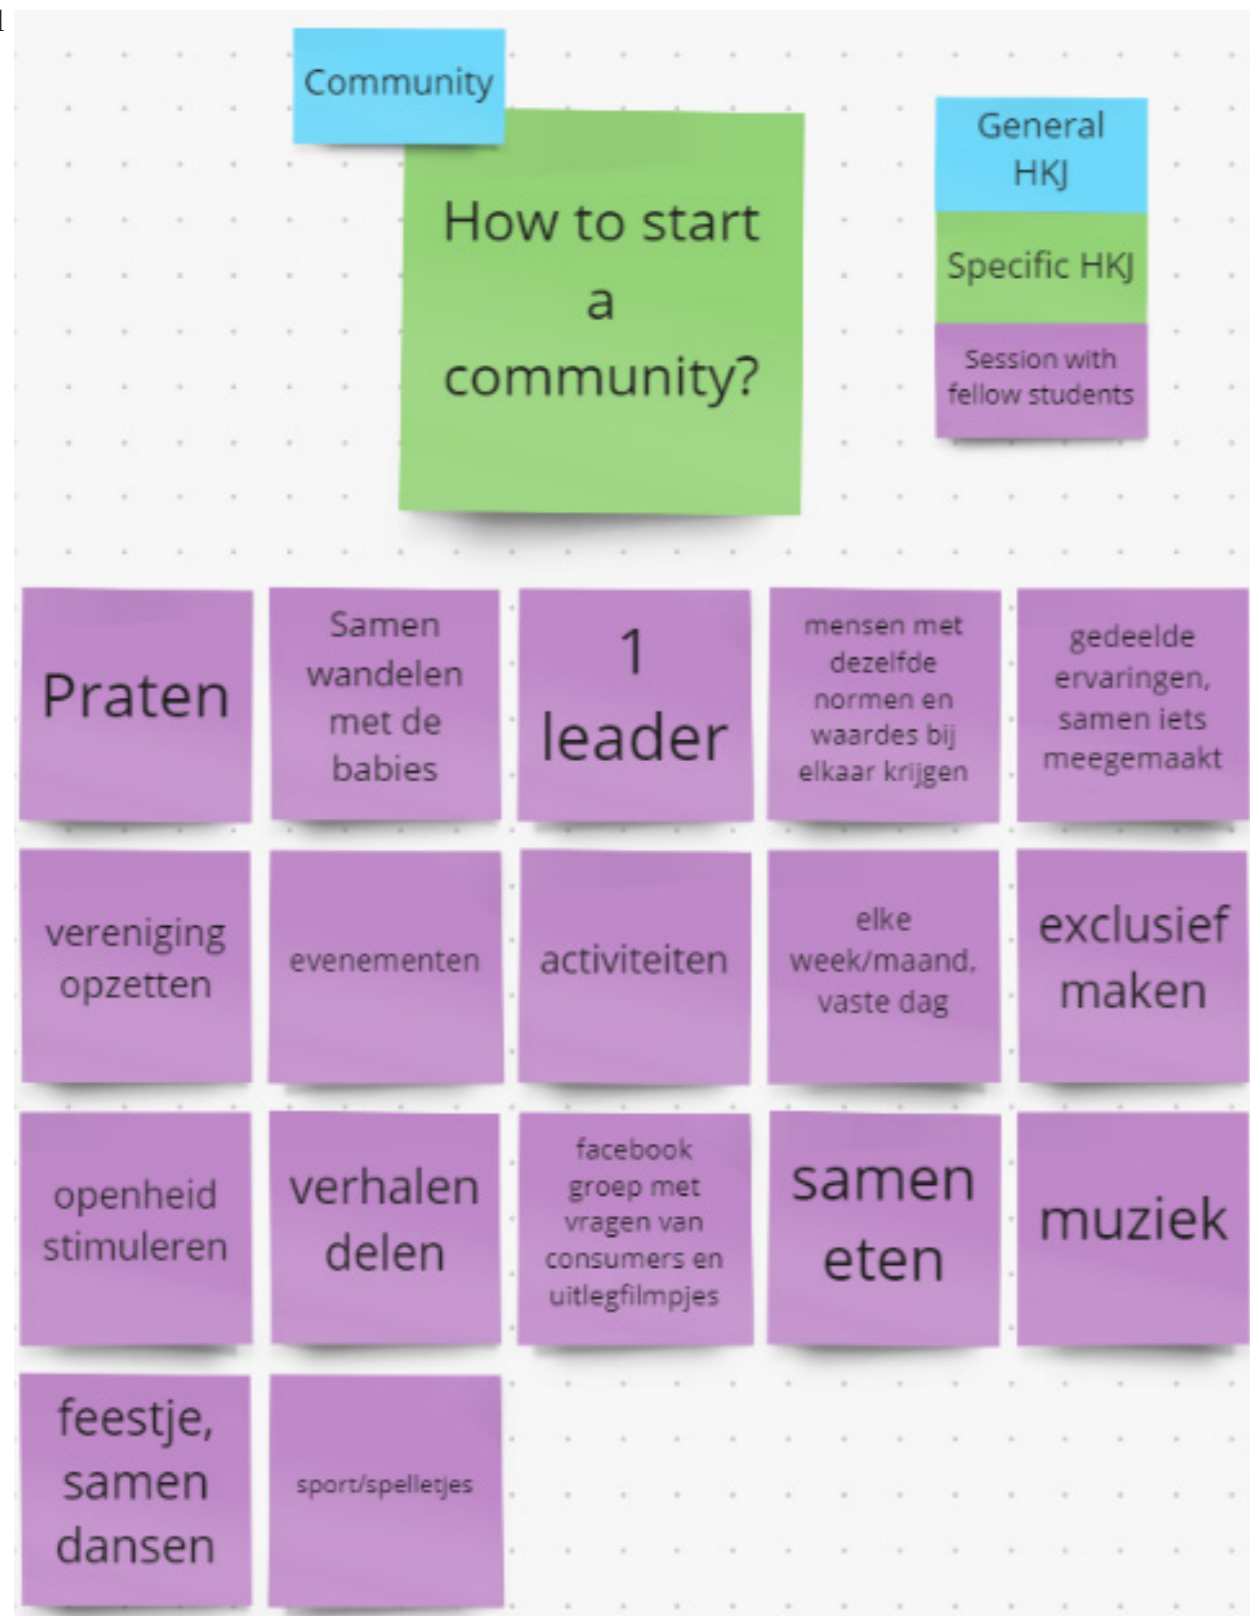 Community
How to start
a
community?
General
HKJ
Specific HKJ
Session with
fellow students
Praten
Samen
wandelen
met de
babies
1
leader
mensen met
dezelfde
normen en
waardes bij
elkaar krijgen
gedeelde
ervaringen,
samen iets
meegemaakt
vereniging
opzetten
evenementen
activiteiten
elke
week/maand,
vaste dag
exclusief
maken
openheid
stimuleren
verhalen
delen
facebook
groep met
vragen van
consumers en
uitlegfilmpjes
samen
eten
muziek
feestje,
samen
dansen
sport/spelletjes